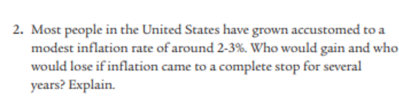 2. Most people in the United States have grown accustomed to a
modest inflation rate of around 2-3%. Who would gain and who
would lose if inflation came to a complete stop for several
years? Explain.